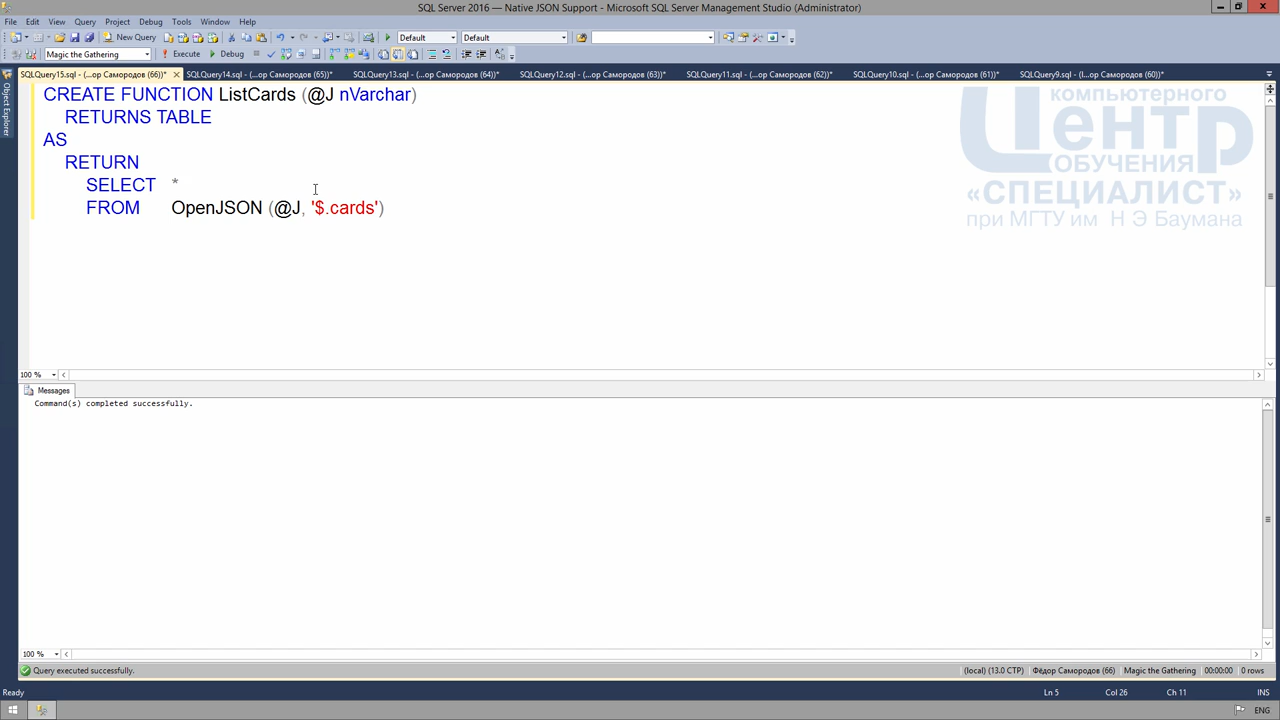 SQL Server 2016 — Native JSON Support - Microsoft SQL Server Management Studio (Administrator)
File Edit View Query Project Debug Tools Window Help
New Query
Magic the Gathering Execute Debug Default Default
SQLQuery15.sql - (...ор Самородов (66))* SQLQuery14.sql - (...ор Самородов (65))* SQLQuery13.sql - (...ор Самородов (64))* SQLQuery12.sql - (...ор Самородов (63))* SQLQuery11.sql - (...ор Самородов (62))* SQLQuery10.sql - (...ор Самородов (61))* SQLQuery9.sql - (l...ор Самородов (60))*
Object Explorer
CREATE FUNCTION ListCards (@J nVarchar)
RETURNS TABLE
AS
RETURN
SELECT *
FROM OpenJSON (@J, '$.cards')
компьютерного
Центр
ОБУЧЕНИЯ
«СПЕЦИАЛИСТ»
при МГТУ им Н Э Баумана
100 %
Messages
Command(s) completed successfully.
100 %
Query executed successfully. (local) (13.0 CTP) Фёдор Самородов (66) Magic the Gathering 00:00:00 0 rows
Ready Ln 5 Col 26 Ch 11 INS
ENG